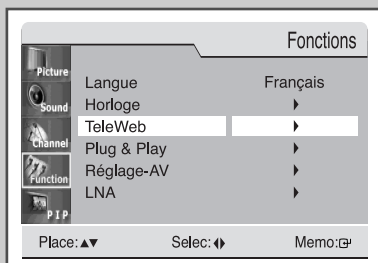 Fonctions
Picture
Sound
Channel
Function
PIP
Langue Français
Horloge
TeleWeb
Plug & Play
Réglage-AV
LNA
Place:▲▼ Selec:◀▶ Memo: